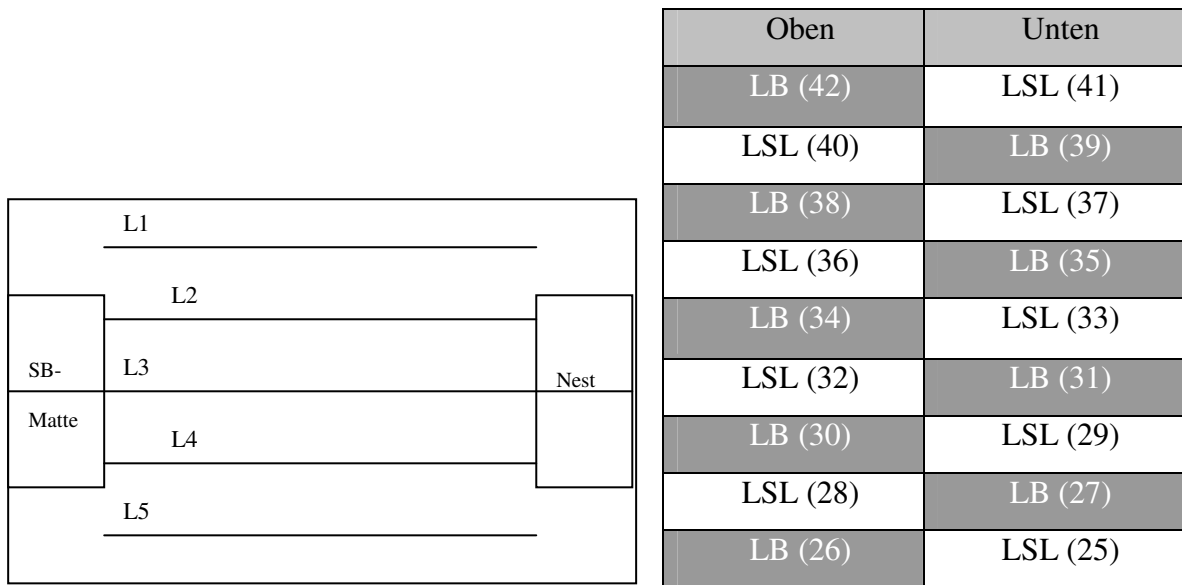 L1
L2
SB-
L3
Nest
Matte
L4
L5
Oben Unten
LB (42) LSL (41)
LSL (40) LB (39)
LB (38) LSL (37)
LSL (36) LB (35)
LB (34) LSL (33)
LSL (32) LB (31)
LB (30) LSL (29)
LSL (28) LB (27)
LB (26) LSL (25)